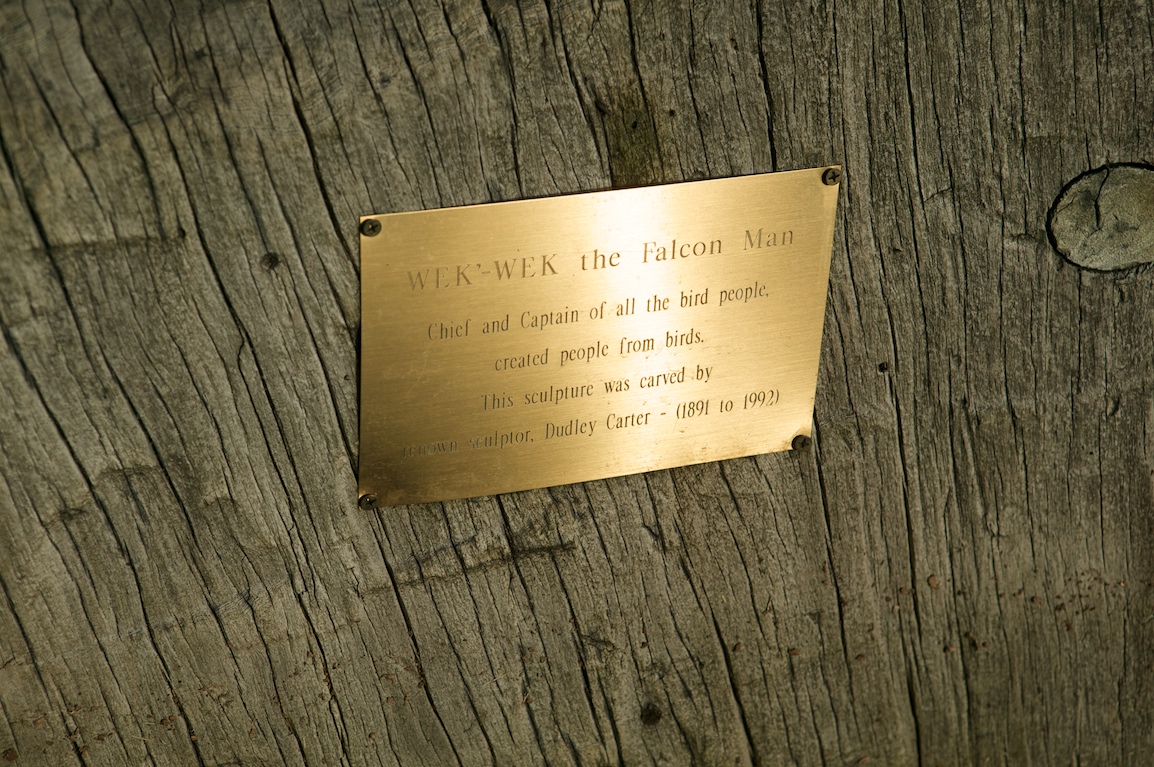 WEK'-WEK the Falcon Man
Chief and Captain of all the bird people,
created people from birds.
This sculpture was carved by
renown sculptor, Dudley Carter - (1891 to 1992)